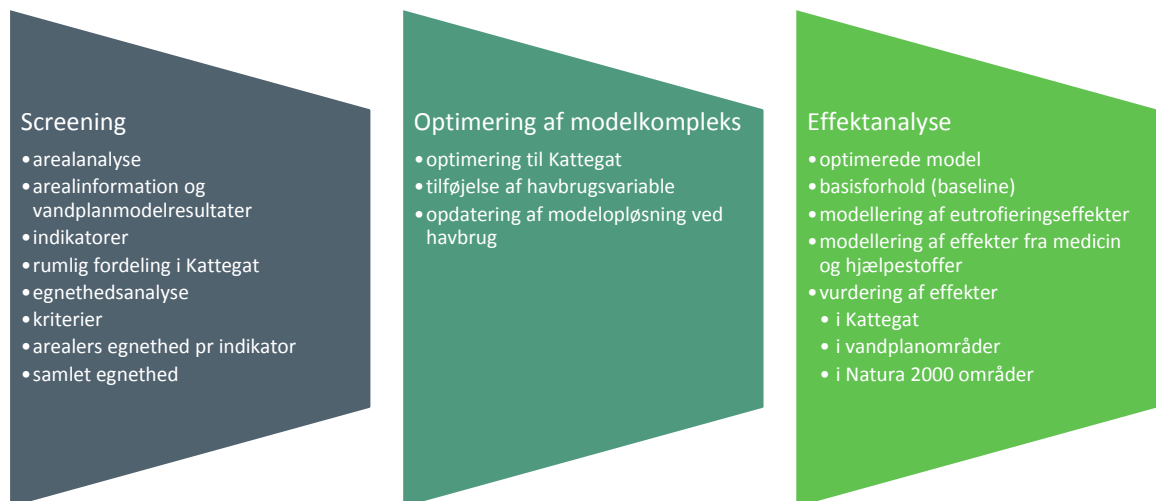 Screening
• arealanalyse
• arealinformation og
vandplanmodelresultater
• indikatorer
• rumlig fordeling i Kattegat
• egnethedsanalyse
• kriterier
• arealers egnethed pr indikator
• samlet egnethed
Optimering af modelkompleks
• optimering til Kattegat
• tilføjelse af havbrugsvariable
• opdatering af modelopløsning ved
havbrug
Effektanalyse
• optimerede model
• basisforhold (baseline)
• modellering af eutrofieringseffekter
• modellering af effekter fra medicin
og hjælpestoffer
• vurdering af effekter
• i Kattegat
• i vandplanområder
• i Natura 2000 områder